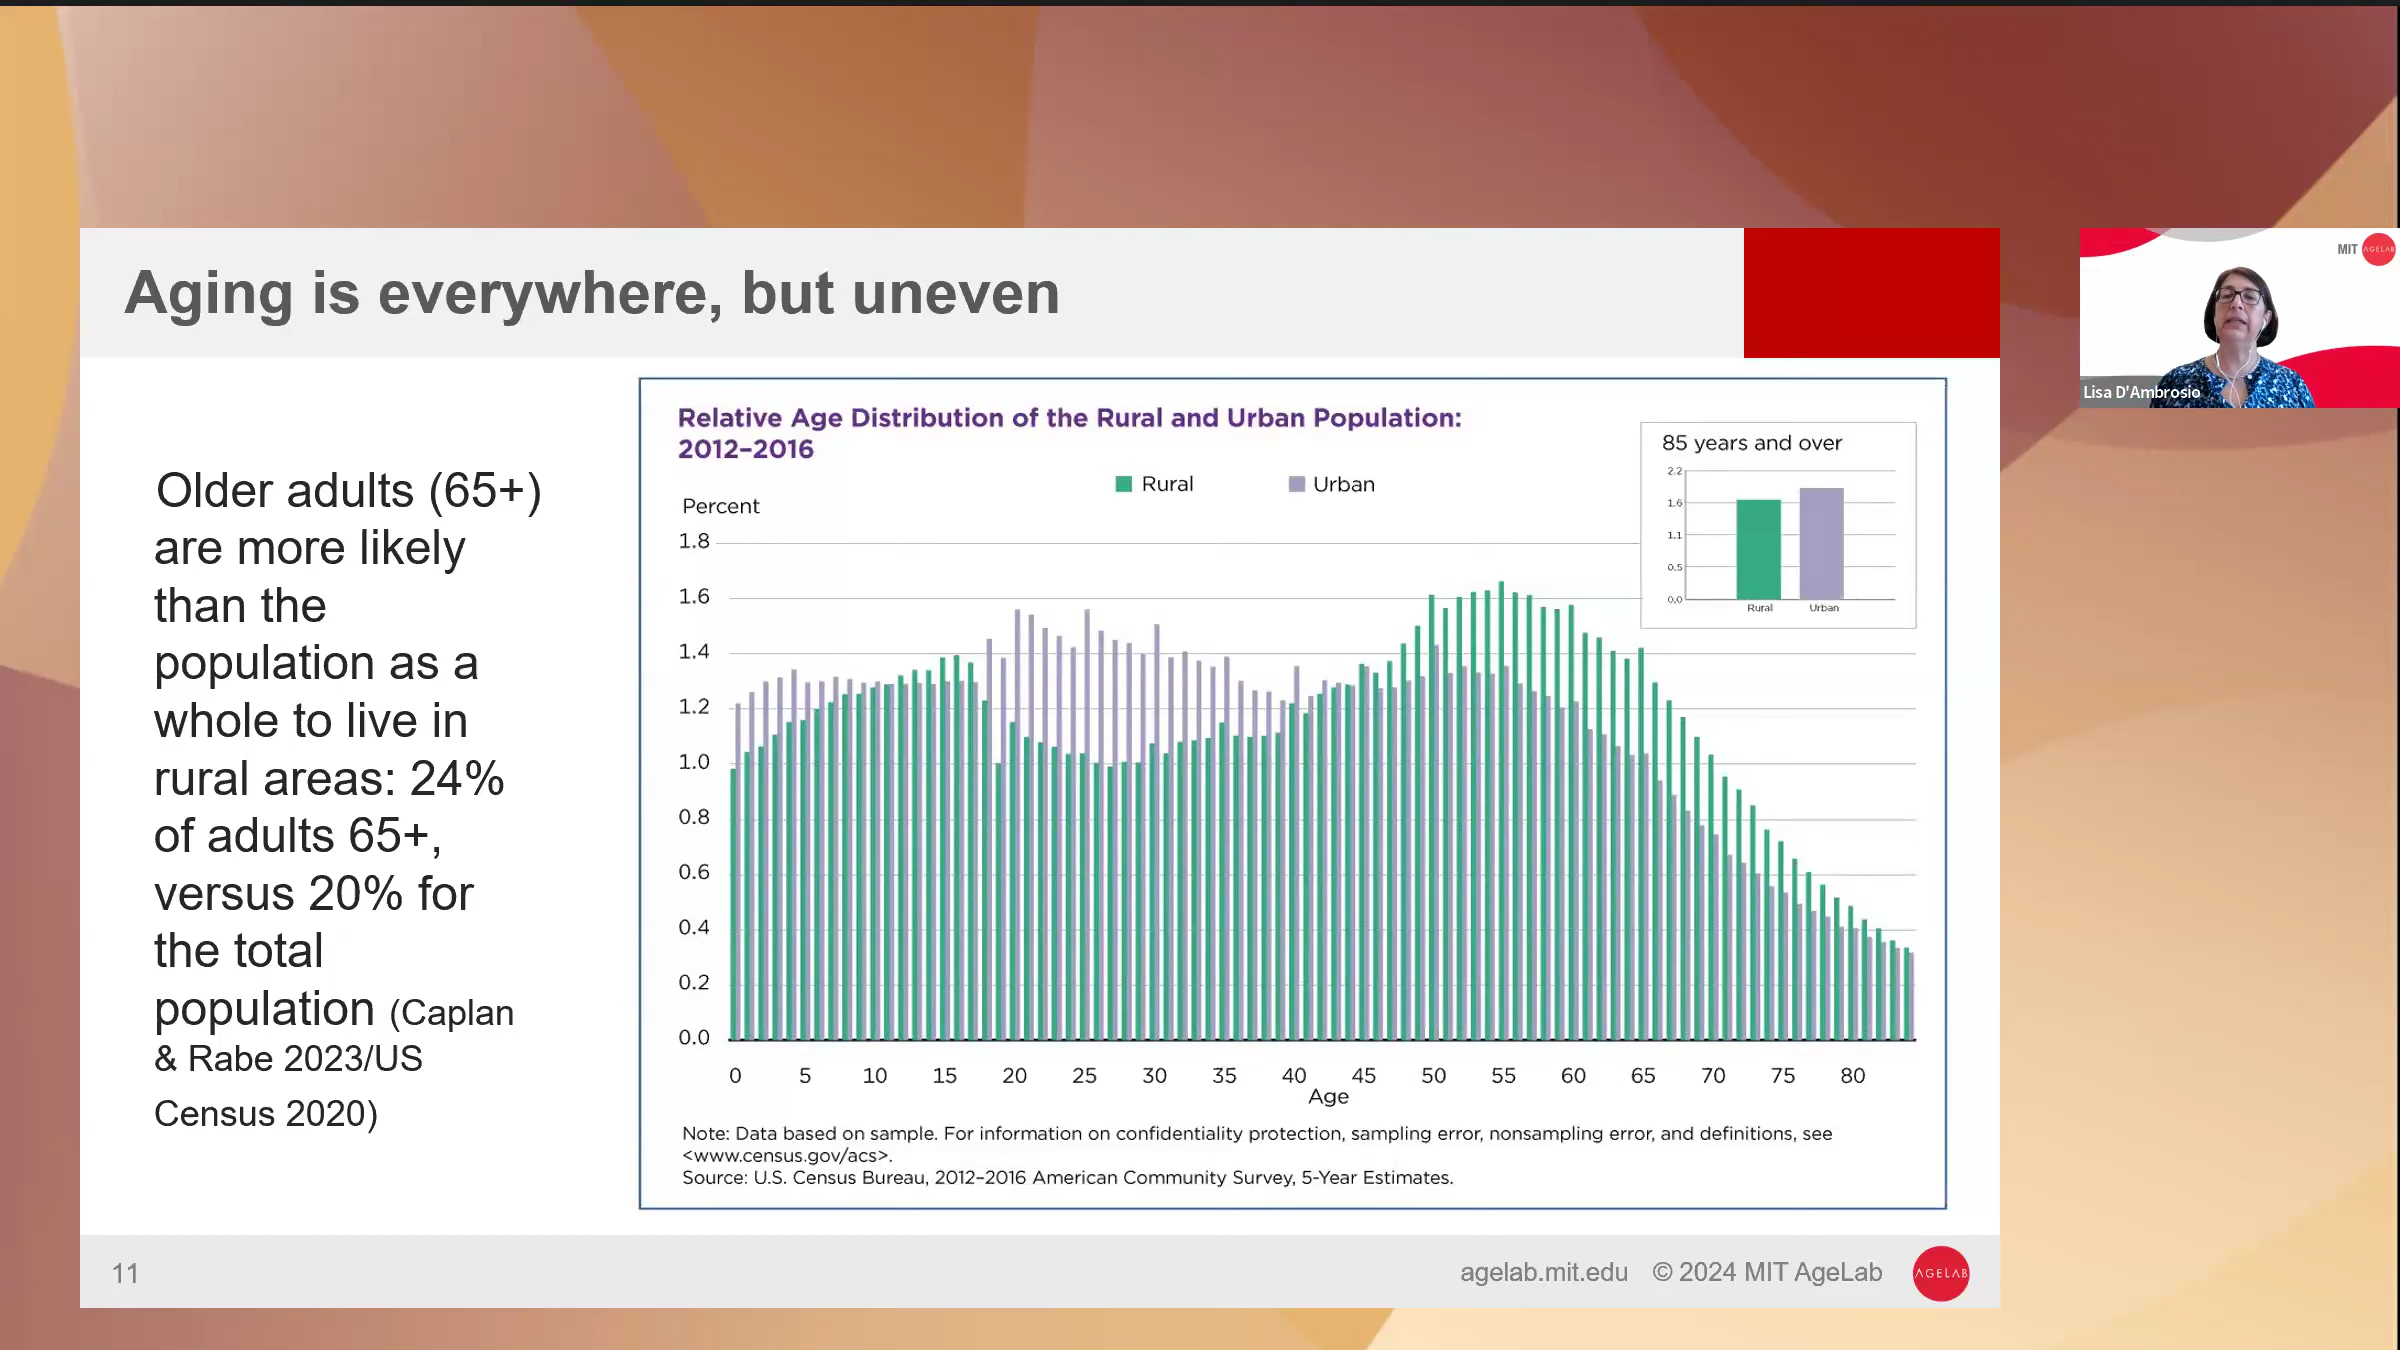 Aging is everywhere, but uneven
MIT AGELAB
Lisa D'Ambrosio
Older adults (65+)
are more likely
than the
population as a
whole to live in
rural areas: 24%
of adults 65+,
versus 20% for
the total
population (Caplan
& Rabe 2023/US
Census 2020)
Relative Age Distribution of the Rural and Urban Population:
2012–2016
Rural Urban
Percent
1.8
1.6
1.4
1.2
1.0
0.8
0.6
0.4
0.2
0.0
0 5 10 15 20 25 30 35 40 45 50 55 60 65 70 75 80
Age
85 years and over
2.2
1.6
1.1
0.5
0.0
Rural Urban
Note: Data based on sample. For information on confidentiality protection, sampling error, nonsampling error, and definitions, see
<www.census.gov/acs>.
Source: U.S. Census Bureau, 2012–2016 American Community Survey, 5-Year Estimates.
11
agelab.mit.edu © 2024 MIT AgeLab
AGELAB